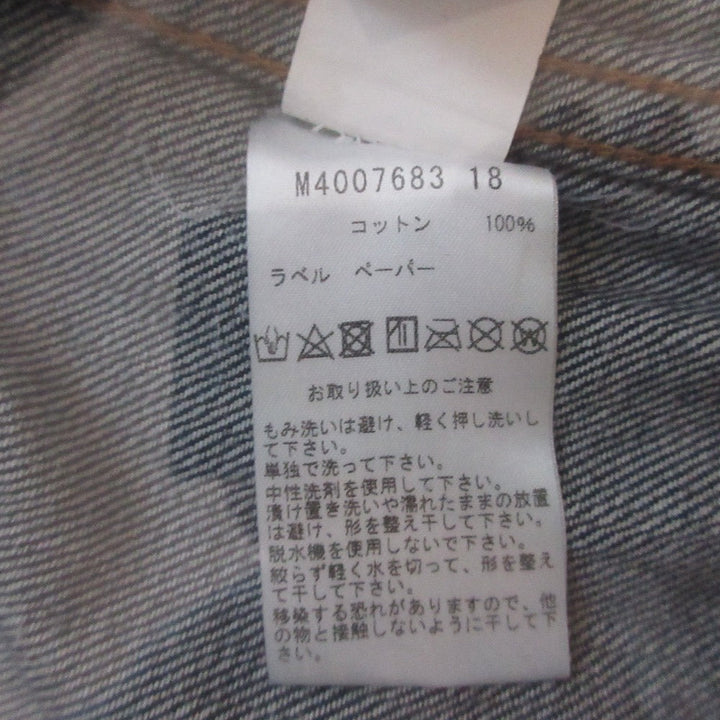 M4007683 18
コットン 100%
ラベル ペーパー
お取り扱い上のご注意
もみ洗いは避け、軽く押し洗いし
て下さい。
単独で洗って下さい。
中性洗剤を使用して下さい。
漬け置き洗いや濡れたままの放置
は避け、形を整え干して下さい。
脱水機を使用しないで下さい。
絞らず軽く水を切って、形を整え
て干して下さい。
移染する恐れがありますので、他
の物と接触しないように干して下
さい。